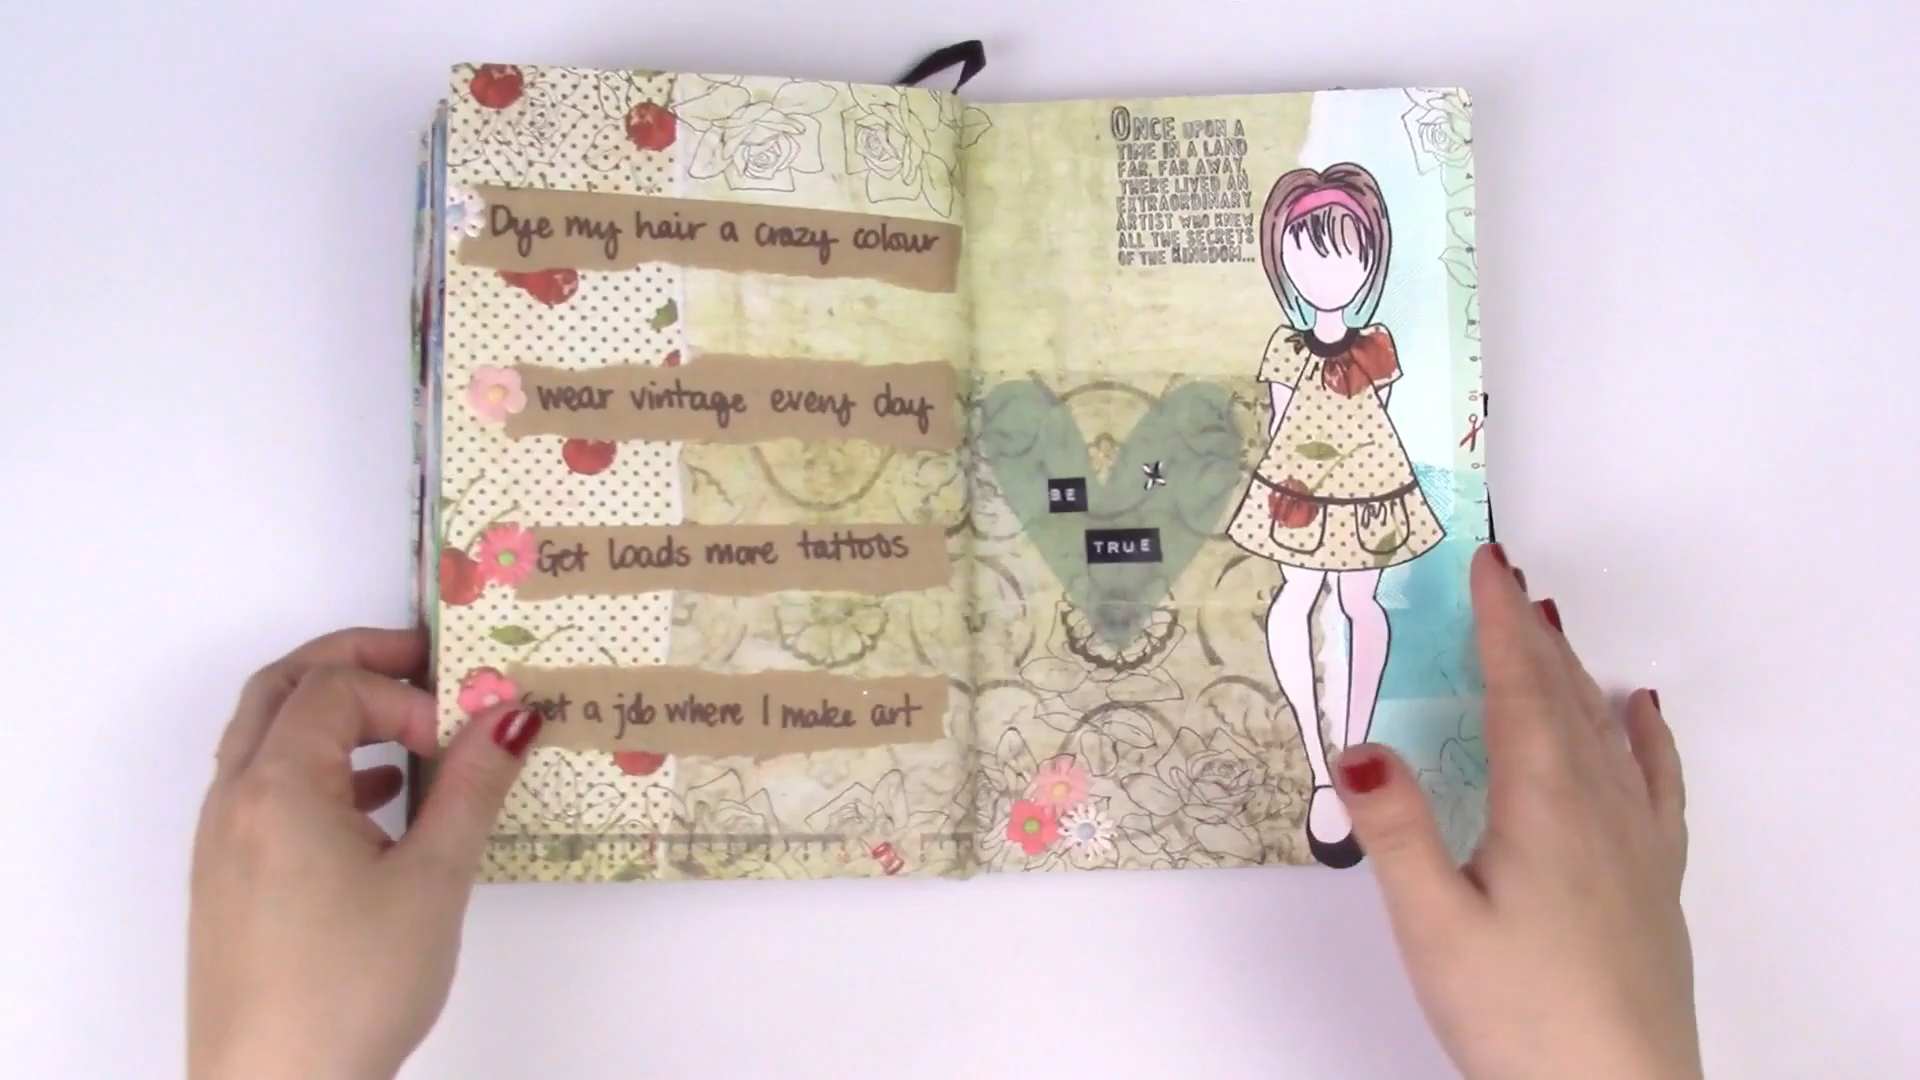 Dye my hair a crazy colour
wear vintage every day
Get loads more tattoos
Get a job where I make art
ONCE UPON A
TIME IN A LAND
FAR, FAR AWAY,
THERE LIVED AN
EXTRAORDINARY
ARTIST WHO KNEW
ALL THE SECRETS
OF THE KINGDOM...
BE
TRUE